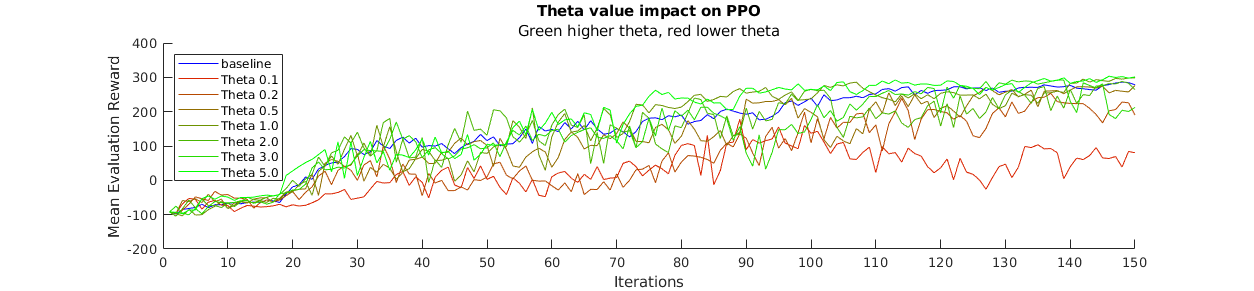 Theta value impact on PPO
Green higher theta, red lower theta
Mean Evaluation Reward
400
300
200
100
0
-100
-200
baseline
Theta 0.1
Theta 0.2
Theta 0.5
Theta 1.0
Theta 2.0
Theta 3.0
Theta 5.0
0 10 20 30 40 50 60 70 80 90 100 110 120 130 140 150
Iterations